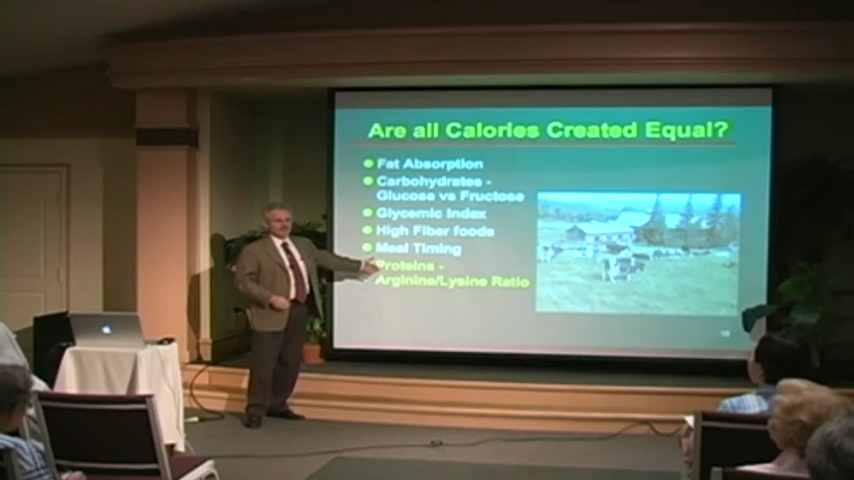 Are all Calories Created Equal?
Fat Absorption
Carbohydrates -
Glucose vs Fructose
Glycemic Index
High Fiber foods
Meal Timing
Proteins -
Arginine/Lysine Ratio